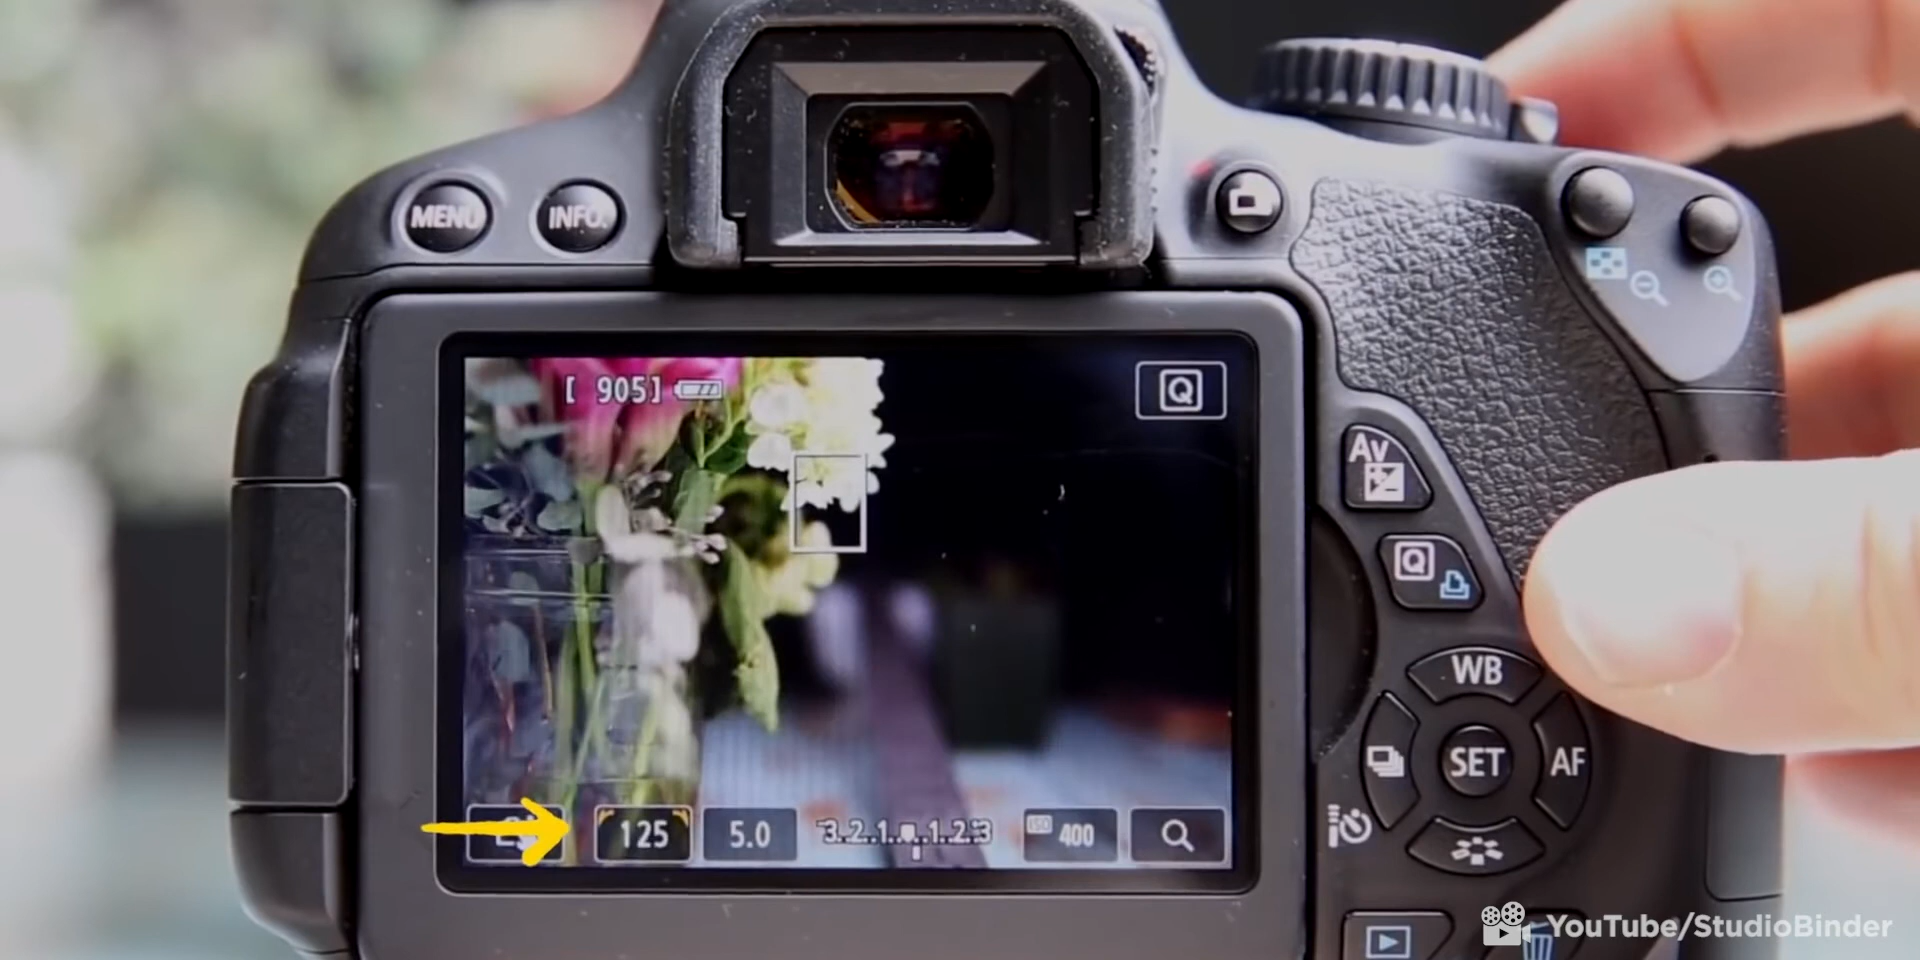 MENU
INFO.
[ 905]
Q
Av
Q
WB
SET
AF
125
5.0
3..2..1.....1..2..3
ISO 400
YouTube/StudioBinder